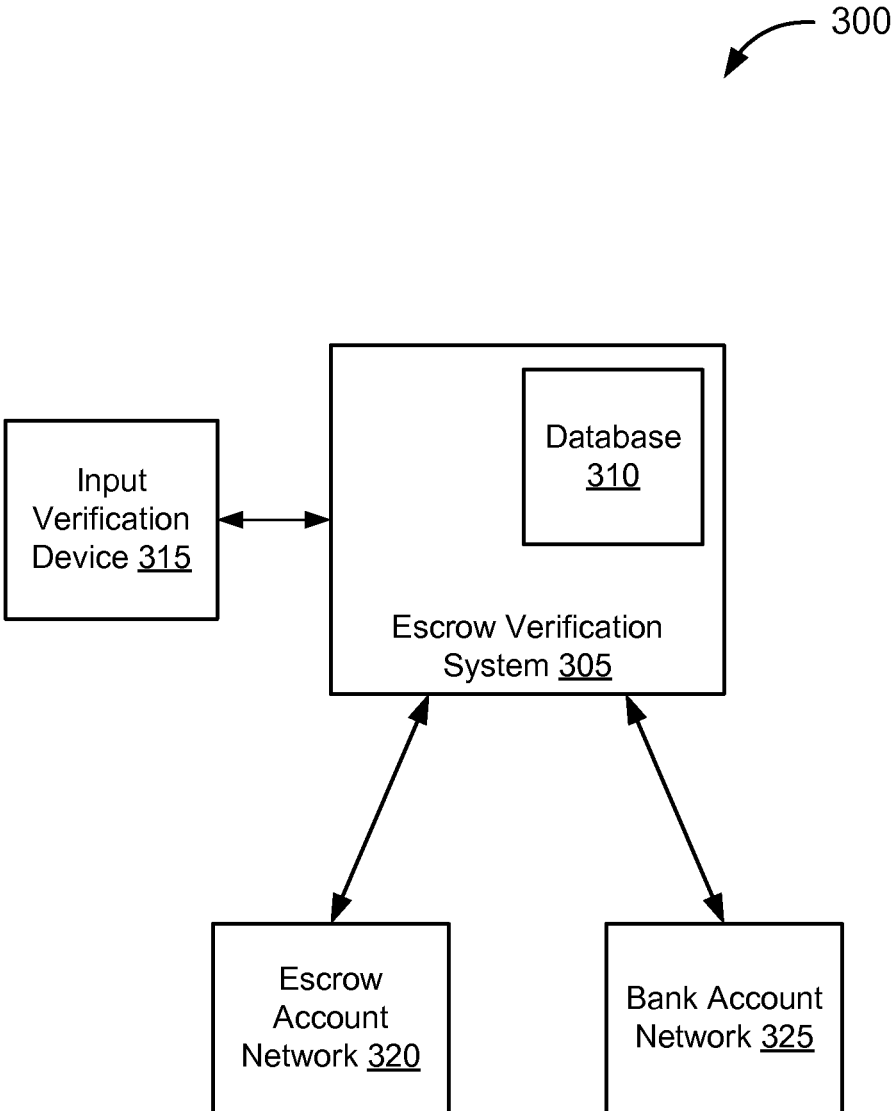 300
Database
310
Input
Verification
Device 315
Escrow Verification
System 305
Escrow
Account
Network 320
Bank Account
Network 325